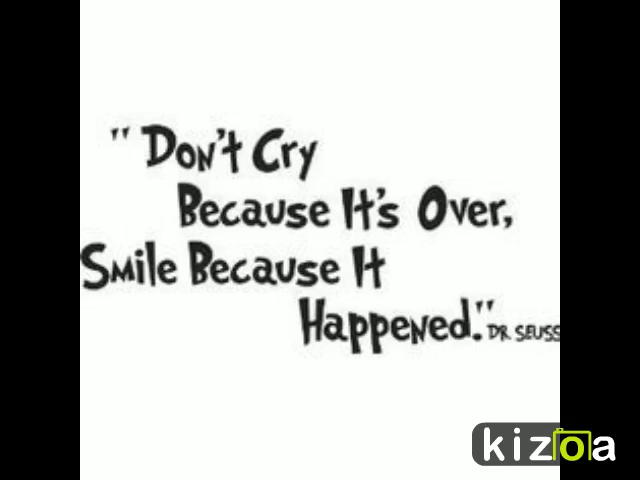 "Don't Cry
Because It's Over,
Smile Because It
Happened." DR SEUSS
kizoa